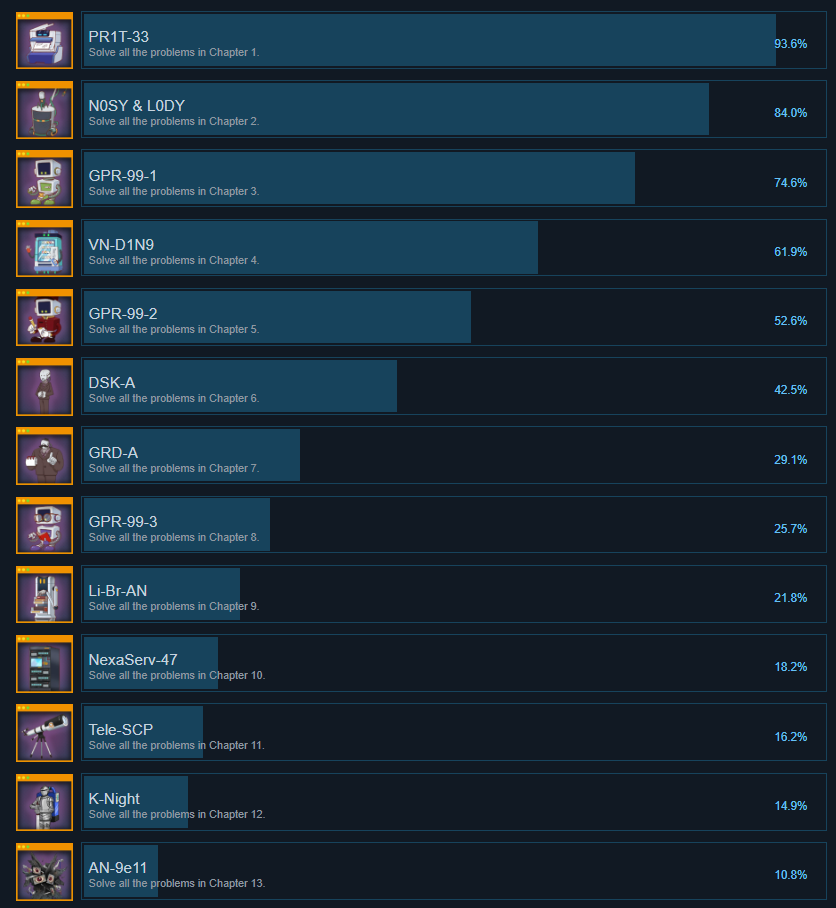 PR1T-33
Solve all the problems in Chapter 1.
93.6%
N0SY & L0DY
Solve all the problems in Chapter 2.
84.0%
GPR-99-1
Solve all the problems in Chapter 3.
74.6%
VN-D1N9
Solve all the problems in Chapter 4.
61.9%
GPR-99-2
Solve all the problems in Chapter 5.
52.6%
DSK-A
Solve all the problems in Chapter 6.
42.5%
GRD-A
Solve all the problems in Chapter 7.
29.1%
GPR-99-3
Solve all the problems in Chapter 8.
25.7%
Li-Br-AN
Solve all the problems in Chapter 9.
21.8%
NexaServ-47
Solve all the problems in Chapter 10.
18.2%
Tele-SCP
Solve all the problems in Chapter 11.
16.2%
K-Night
Solve all the problems in Chapter 12.
14.9%
AN-9e11
Solve all the problems in Chapter 13.
10.8%